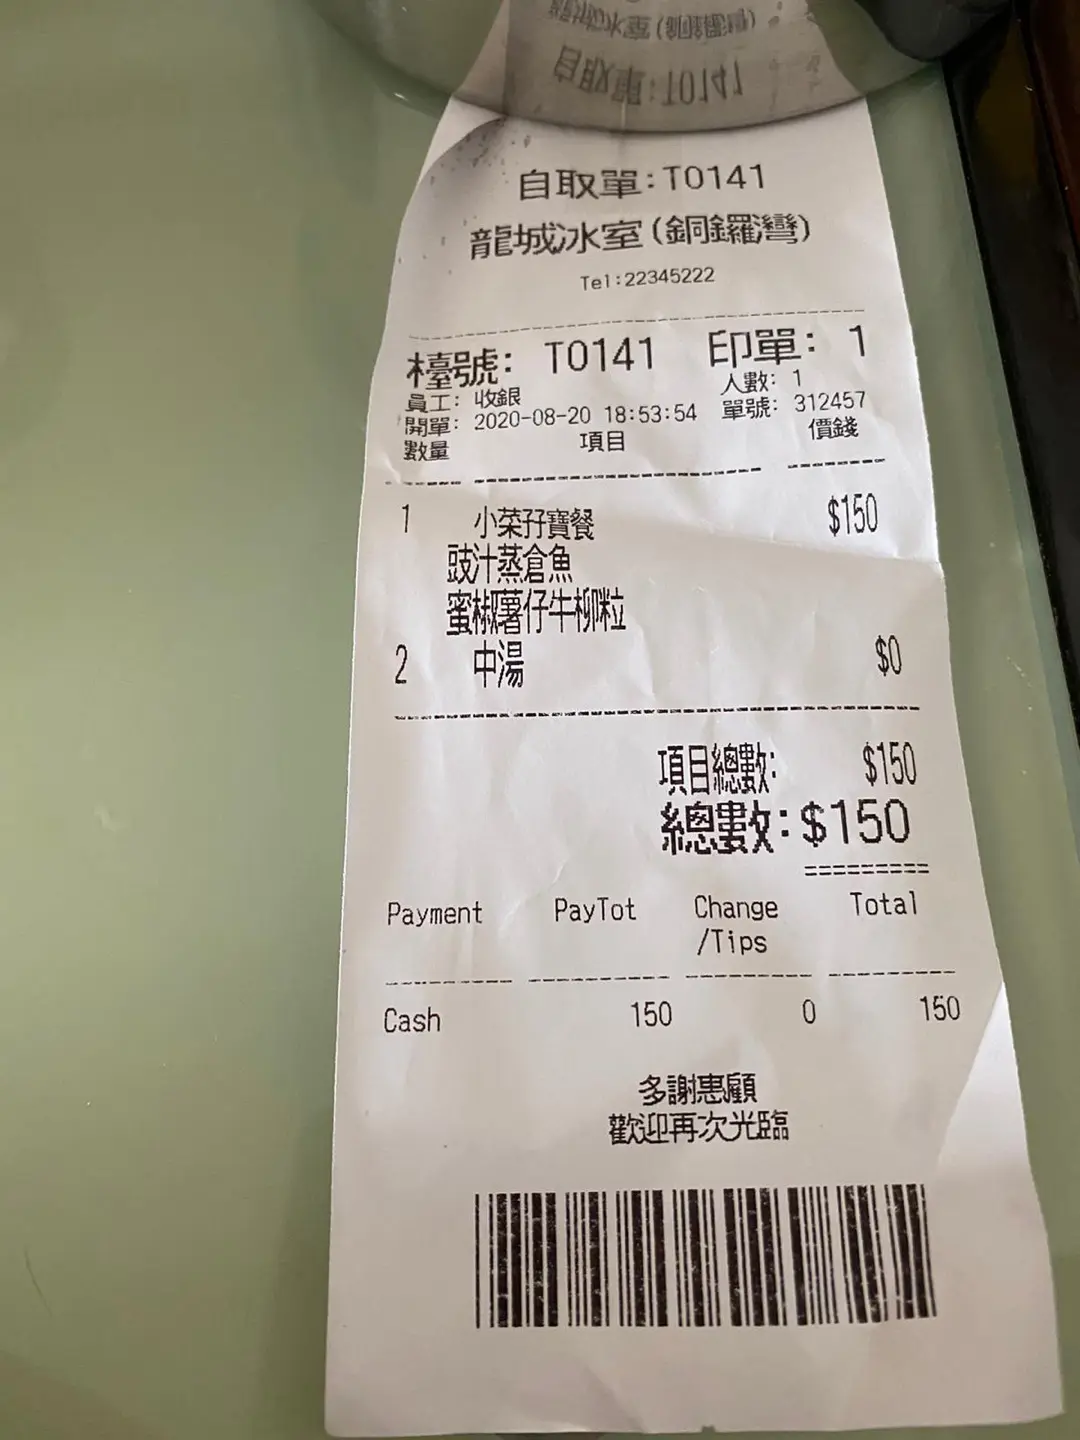 自取單:T0141
龍城冰室(銅鑼灣)
Tel:22345222
檯號: T0141 印單: 1
員工: 收銀 人數: 1
開單: 2020-08-20 18:53:54 單號: 312457
數量 項目 價錢
1 小菜孖寶餐 $150
豉汁蒸倉魚
蜜椒薯仔牛柳粒
2 中湯 $0
項目總數: $150
總數:$150
=========
Payment PayTot Change Total
/Tips
Cash 150 0 150
多謝惠顧
歡迎再次光臨